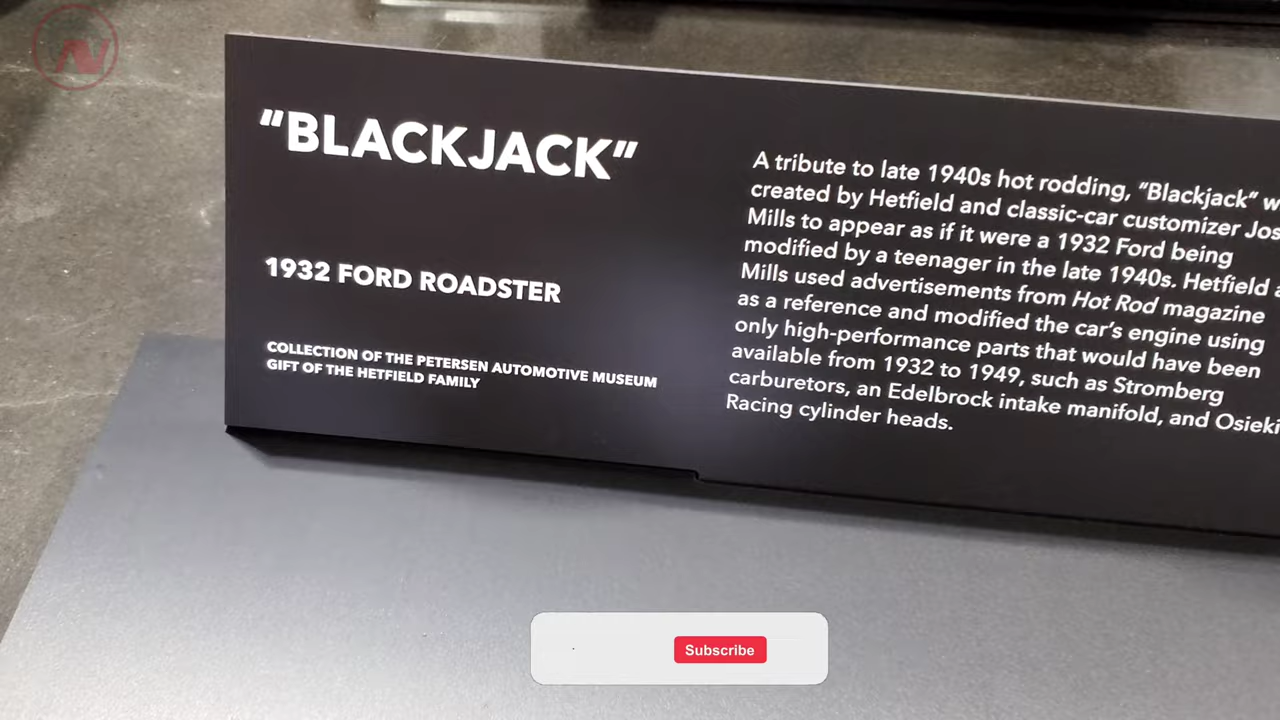 "BLACKJACK"
1932 FORD ROADSTER
COLLECTION OF THE PETERSEN AUTOMOTIVE MUSEUM
GIFT OF THE HETFIELD FAMILY
A tribute to late 1940s hot rodding, "Blackjack"
created by Hetfield and classic-car customizer
Mills to appear as if it were a 1932 Ford being
modified by a teenager in the late 1940s. Hetfield
Mills used advertisements from Hot Rod magazine
as a reference and modified the car's engine using
only high-performance parts that would have been
available from 1932 to 1949, such as Stromberg
carburetors, an Edelbrock intake manifold, and
Racing cylinder heads.
Subscribe